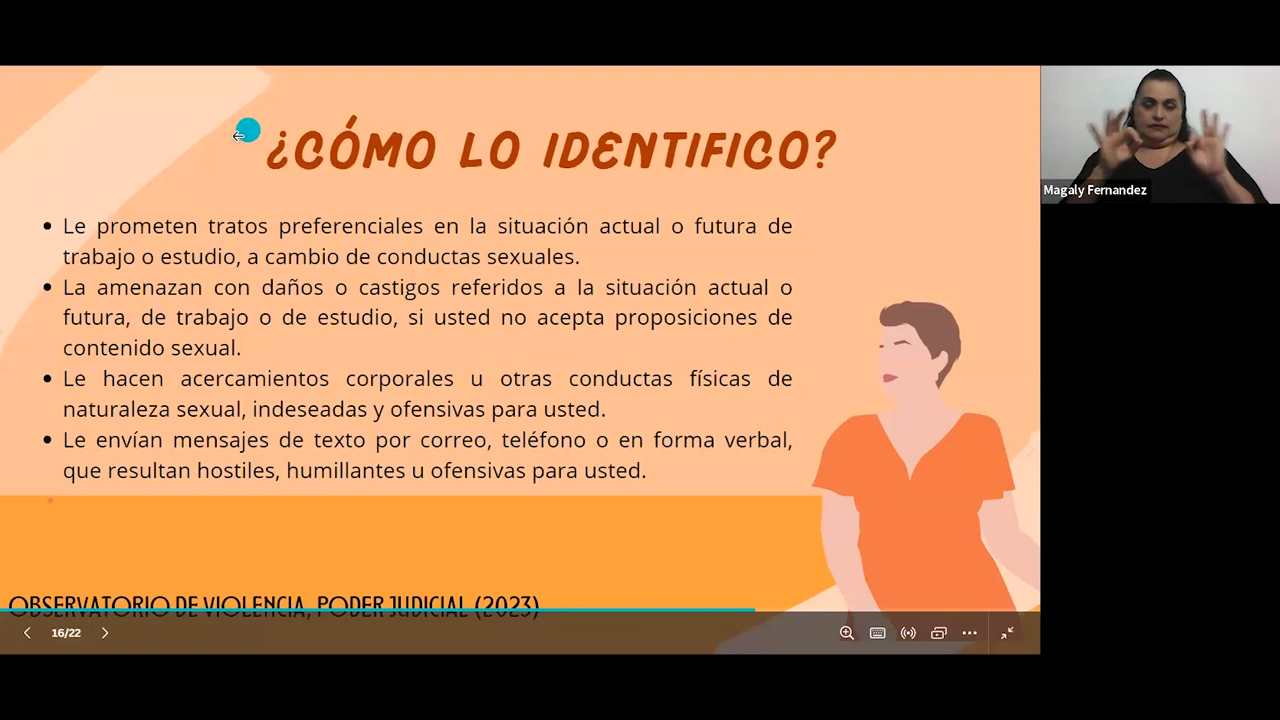 ¿CÓMO LO IDENTIFICO?
Magaly Fernandez
• Le prometen tratos preferenciales en la situación actual o futura de
trabajo o estudio, a cambio de conductas sexuales.
• La amenazan con daños o castigos referidos a la situación actual o
futura, de trabajo o de estudio, si usted no acepta proposiciones de
contenido sexual.
• Le hacen acercamientos corporales u otras conductas físicas de
naturaleza sexual, indeseadas y ofensivas para usted.
• Le envían mensajes de texto por correo, teléfono o en forma verbal,
que resultan hostiles, humillantes u ofensivas para usted.
OBSERVATORIO DE VIOLENCIA, PODER JUDICIAL (2023)
16/22